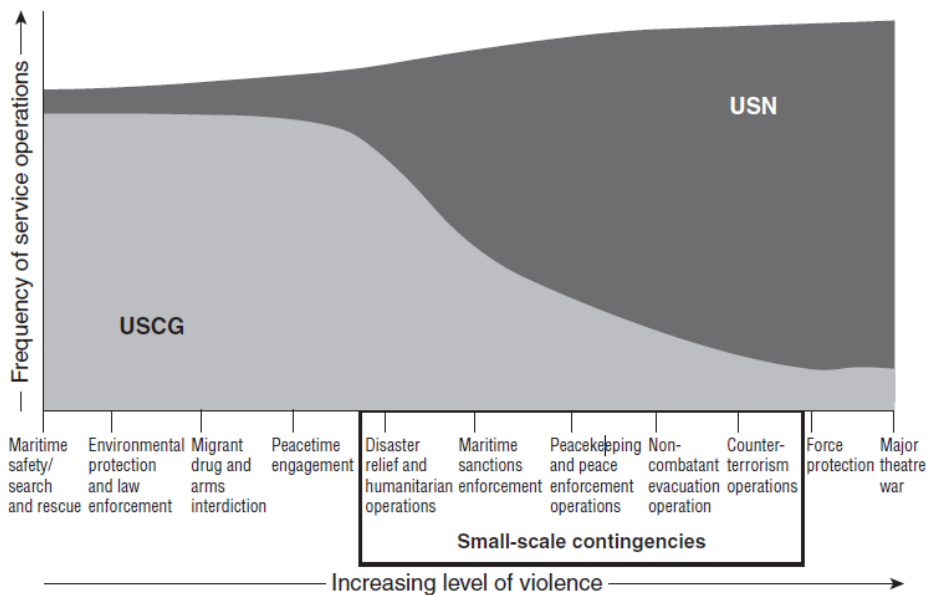 Frequency of service operations
USN
USCG
Maritime
safety/
search
and rescue
Environmental
protection
and law
enforcement
Migrant
drug and
arms
interdiction
Peacetime
engagement
Disaster
relief and
humanitarian
operations
Maritime
sanctions
enforcement
Peacekeeping
and peace
enforcement
operations
Non-
combatant
evacuation
operation
Counter-
terrorism
operations
Force
protection
Major
theatre
war
Small-scale contingencies
Increasing level of violence